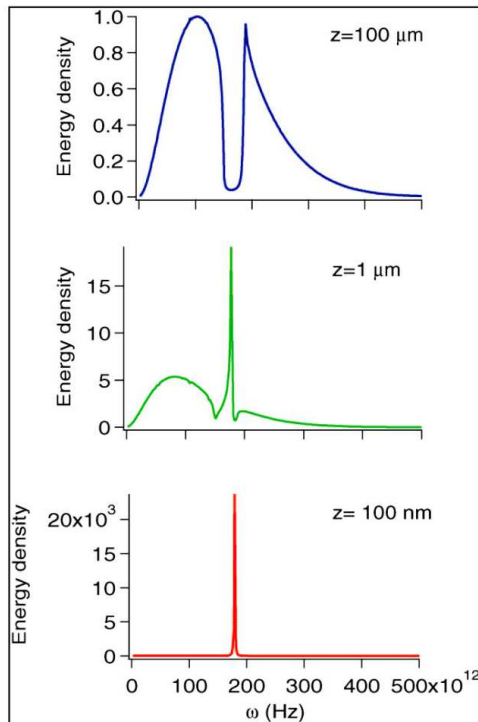 z=100 μm
Energy density
1.0
0.8
0.6
0.4
0.2
0.0
z=1 μm
Energy density
15
10
5
0
z= 100 nm
Energy density
20x10³
15
10
5
0
0 100 200 300 400 500x10¹²
ω (Hz)